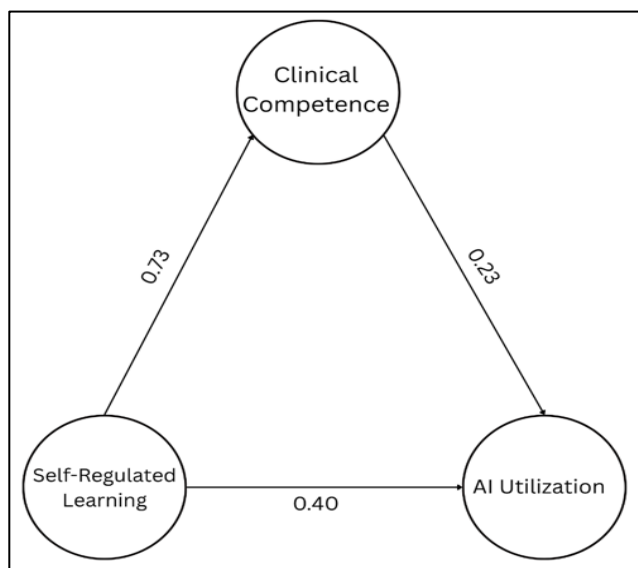 Clinical
Competence
0.73
0.23
Self-Regulated
Learning
0.40
AI Utilization